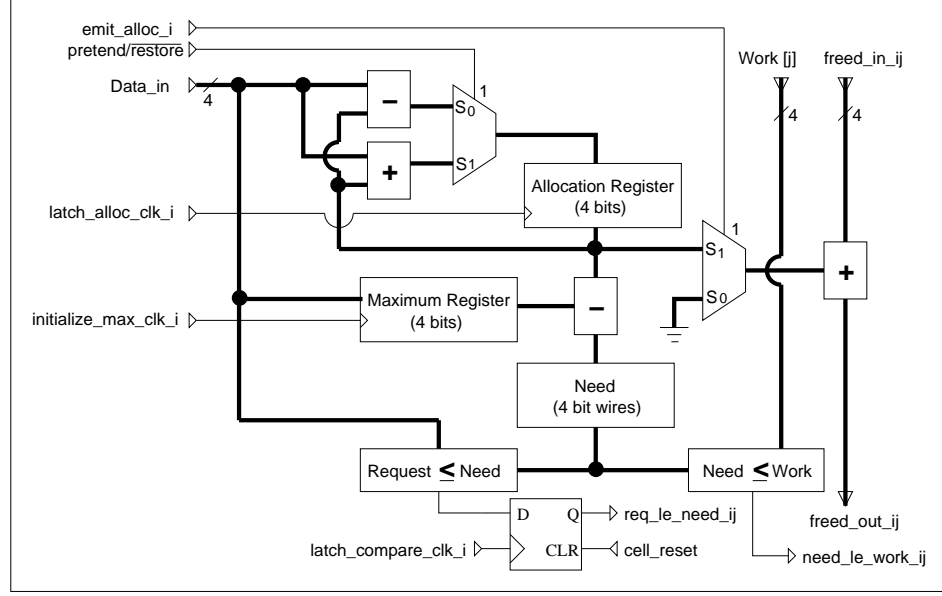 emit_alloc_i
pretend/restore
Data_in
4
Work [j]
freed_in_ij
4
4
−
S0
1
+
S1
Allocation Register
(4 bits)
latch_alloc_clk_i
1
S1
S0
+
Maximum Register
(4 bits)
−
initialize_max_clk_i
Need
(4 bit wires)
Request ≤ Need
Need ≤ Work
D Q
req_le_need_ij
freed_out_ij
latch_compare_clk_i
CLR
cell_reset
need_le_work_ij